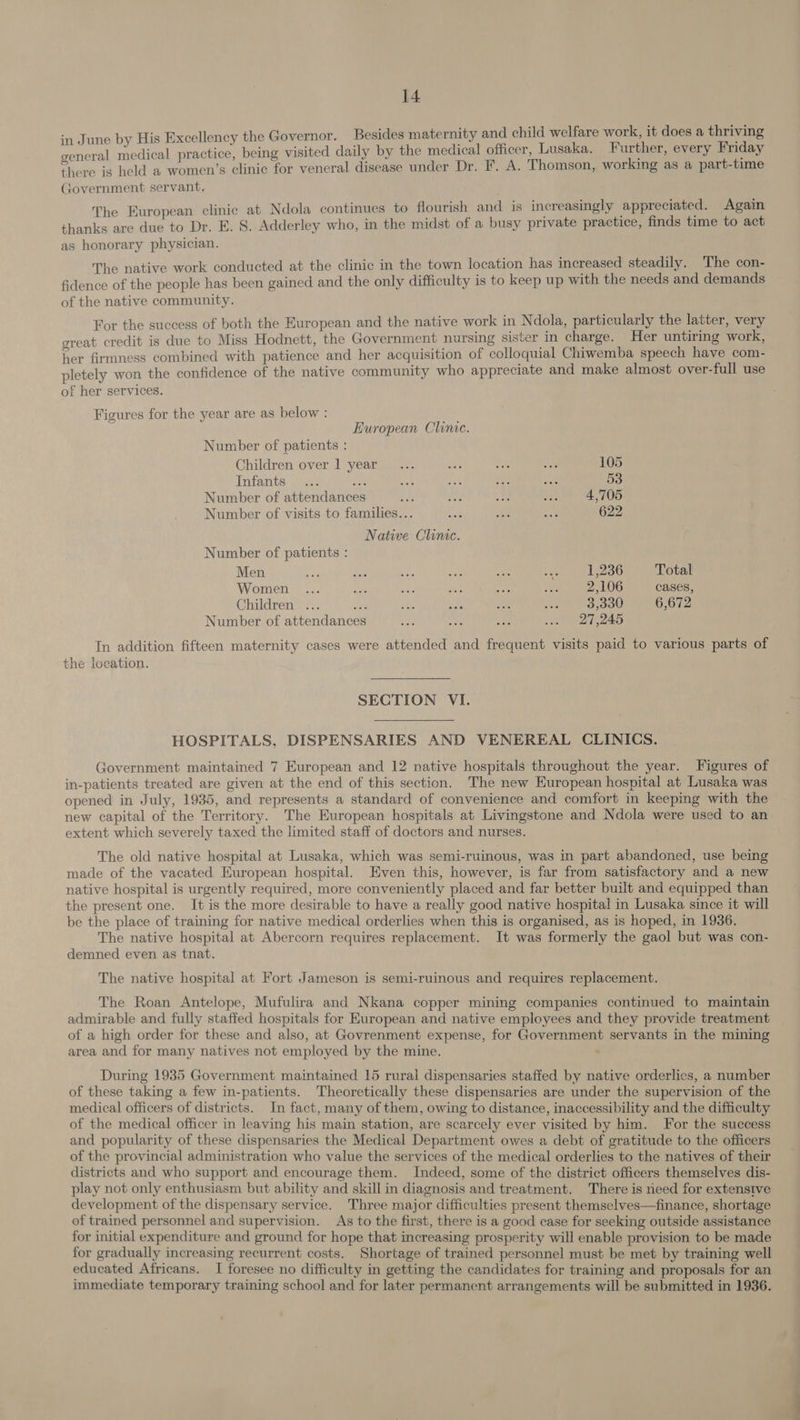 14
in June by His Excellency the Governor. Besides maternity and child welfare work, it does a thriving
general medical practice, being visited daily by the medical officer, Lusaka. Further, every Friday
there is held a women's clinic for veneral disease under Dr. F. A. Thomson, working as a part-time
Government servant.
The European clinic at Ndola continues to flourish and is increasingly appreciated. Again
thanks are due to Dr. E. S. Adderley who, in the midst of a busy private practice, finds time to act
as honorary physician.
The native work conducted at the clinic in the town location has increased steadily. The con-
fidence of the people has been gained and the only difficulty is to keep up with the needs and demands
of the native community.
For the success of both the European and the native work in Ndola, particularly the latter, very
great credit is due to Miss Hodnett, the Government nursing sister in charge. Her untiring work,
her firmness combined with patience and her acquisition of colloquial Chiwemba speech have com-
pletely won the confidence of the native community who appreciate and make almost over-full use
of her services.
Figures for the year are as below :
European Clinic.
Number of patients :
Children over 1 year ... ... ... ... 105
Infants ... ... ... ... ... ... 53
Number of attendances ... ... ... ... 4,705
Number of visits to families... ... ... ... 622
Native Clinic.
Number of patients :
Men ... ... ... ... ... ... 1,236 Total
Women ... ... ... ... ... ... 2,106 cases,
Children ... ... ... ... ... ... 3,330 6,672
Number of attendances ... ... ... ... 27,245
In addition fifteen maternity cases were attended and frequent visits paid to various parts of
the location.
SECTION VI.
HOSPITALS, DISPENSARIES AND VENEREAL CLINICS.
Government maintained 7 European and 12 native hospitals throughout the year. Figures of
in-patients treated are given at the end of this section. The new European hospital at Lusaka was
opened in July, 1935, and represents a standard of convenience and comfort in keeping with the
new capital of the Territory. The European hospitals at Livingstone and Ndola were used to an
extent which severely taxed the limited staff of doctors and nurses.
The old native hospital at Lusaka, which was semi-ruinous, was in part abandoned, use being
made of the vacated European hospital. Even this, however, is far from satisfactory and a new
native hospital is urgently required, more conveniently placed and far better built and equipped than
the present one. It is the more desirable to have a really good native hospital in Lusaka since it will
be the place of training for native medical orderlies when this is organised, as is hoped, in 1936.
The native hospital at Abercorn requires replacement. It was formerly the gaol but was con-
demned even as tnat.
The native hospital at Fort Jameson is semi-ruinous and requires replacement.
The Roan Antelope, Mufulira and Nkana copper mining companies continued to maintain
admirable and fully staffed hospitals for European and native employees and they provide treatment
of a high order for these and also, at Govrenment expense, for Government servants in the mining
area and for many natives not employed by the mine.
During 1935 Government maintained 15 rural dispensaries staffed by native orderlies, a number
of these taking a few in-patients. Theoretically these dispensaries are under the supervision of the
medical officers of districts. In fact, many of them, owing to distance, inaccessibility and the difficulty
of the medical officer in leaving his main station, are scarcely ever visited by him. For the success
and popularity of these dispensaries the Medical Department owes a debt of gratitude to the officers
of the provincial administration who value the services of the medical orderlies to the natives of their
districts and who support and encourage them. Indeed, some of the district officers themselves dis-
play not only enthusiasm but ability and skill in diagnosis and treatment. There is need for extensive
development of the dispensary service. Three major difficulties present themselves—finance, shortage
of trained personnel and supervision. As to the first, there is a good case for seeking outside assistance
for initial expenditure and ground for hope that increasing prosperity will enable provision to be made
for gradually increasing recurrent costs. Shortage of trained personnel must be met by training well
educated Africans. I foresee no difficulty in getting the candidates for training and proposals for an
immediate temporary training school and for later permanent arrangements will be submitted in 1936.